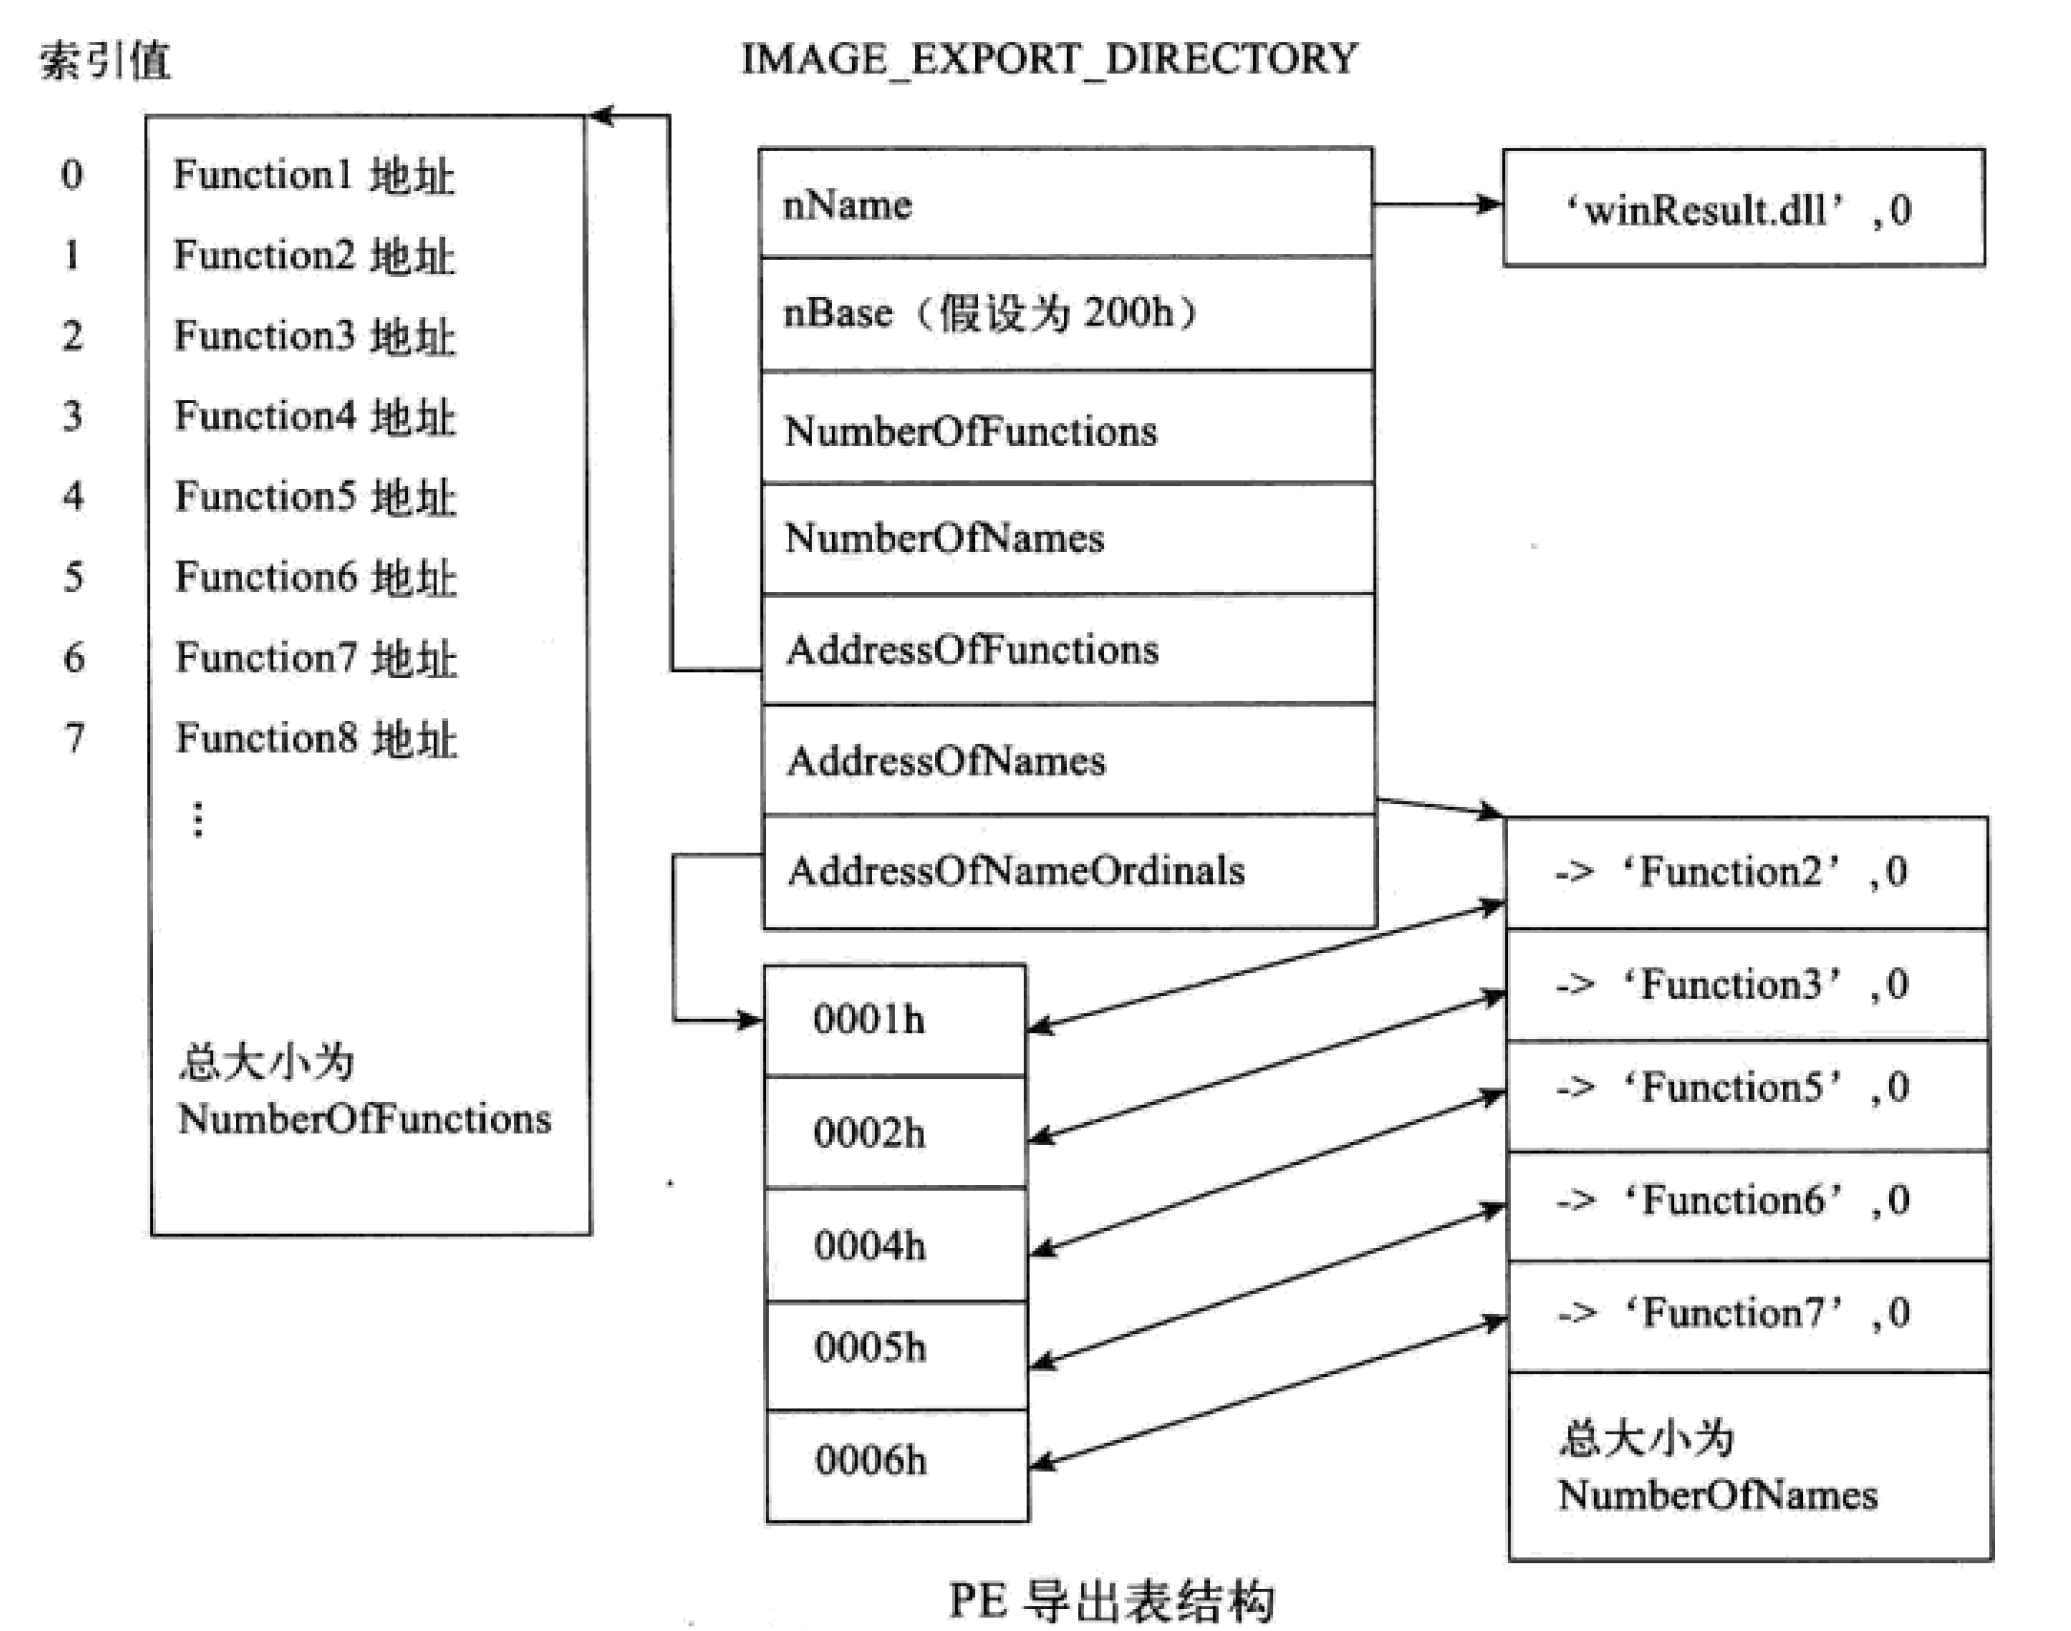 索引值
IMAGE_EXPORT_DIRECTORY
0
Function1 地址
1
Function2 地址
2
Function3 地址
3
Function4 地址
4
Function5 地址
5
Function6 地址
6
Function7 地址
7
Function8 地址
⋮
总大小为
NumberOfFunctions
nName
nBase（假设为 200h）
NumberOfFunctions
NumberOfNames
AddressOfFunctions
AddressOfNames
AddressOfNameOrdinals
‘winResult.dll’ ,0
0001h
0002h
0004h
0005h
0006h
-> ‘Function2’ ,0
-> ‘Function3’ ,0
-> ‘Function5’ ,0
-> ‘Function6’ ,0
-> ‘Function7’ ,0
总大小为
NumberOfNames
PE 导出表结构